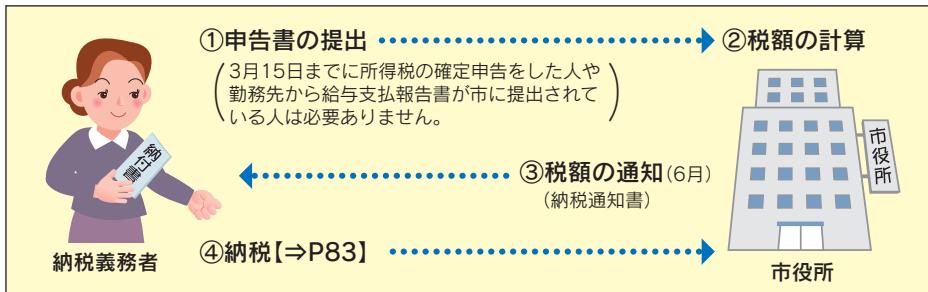 ①申告書の提出
②税額の計算
(3月15日までに所得税の確定申告をした人や
勤務先から給与支払報告書が市に提出されて
いる人は必要ありません。)
納付書
市役所
③税額の通知(6月)
(納税通知書)
④納税【⇒P83】
納税義務者
市役所